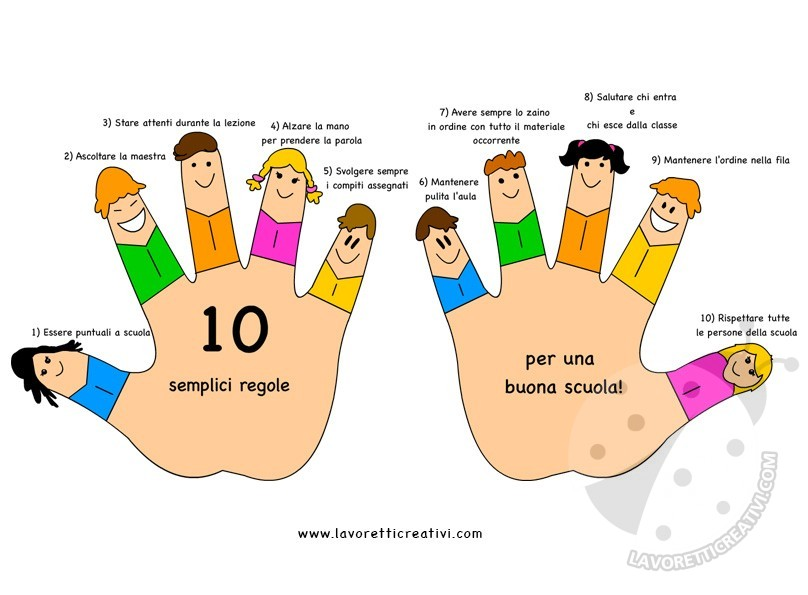 1) Essere puntuali a scuola
2) Ascoltare la maestra
3) Stare attenti durante la lezione
4) Alzare la mano
per prendere la parola
5) Svolgere sempre
i compiti assegnati
10
semplici regole
6) Mantenere
pulita l'aula
7) Avere sempre lo zaino
in ordine con tutto il materiale
occorrente
8) Salutare chi entra
e
chi esce dalla classe
9) Mantenere l'ordine nella fila
10) Rispettare tutte
le persone della scuola
per una
buona scuola!
www.lavoretticreativi.com
LAVORETTICREATIVI.COM